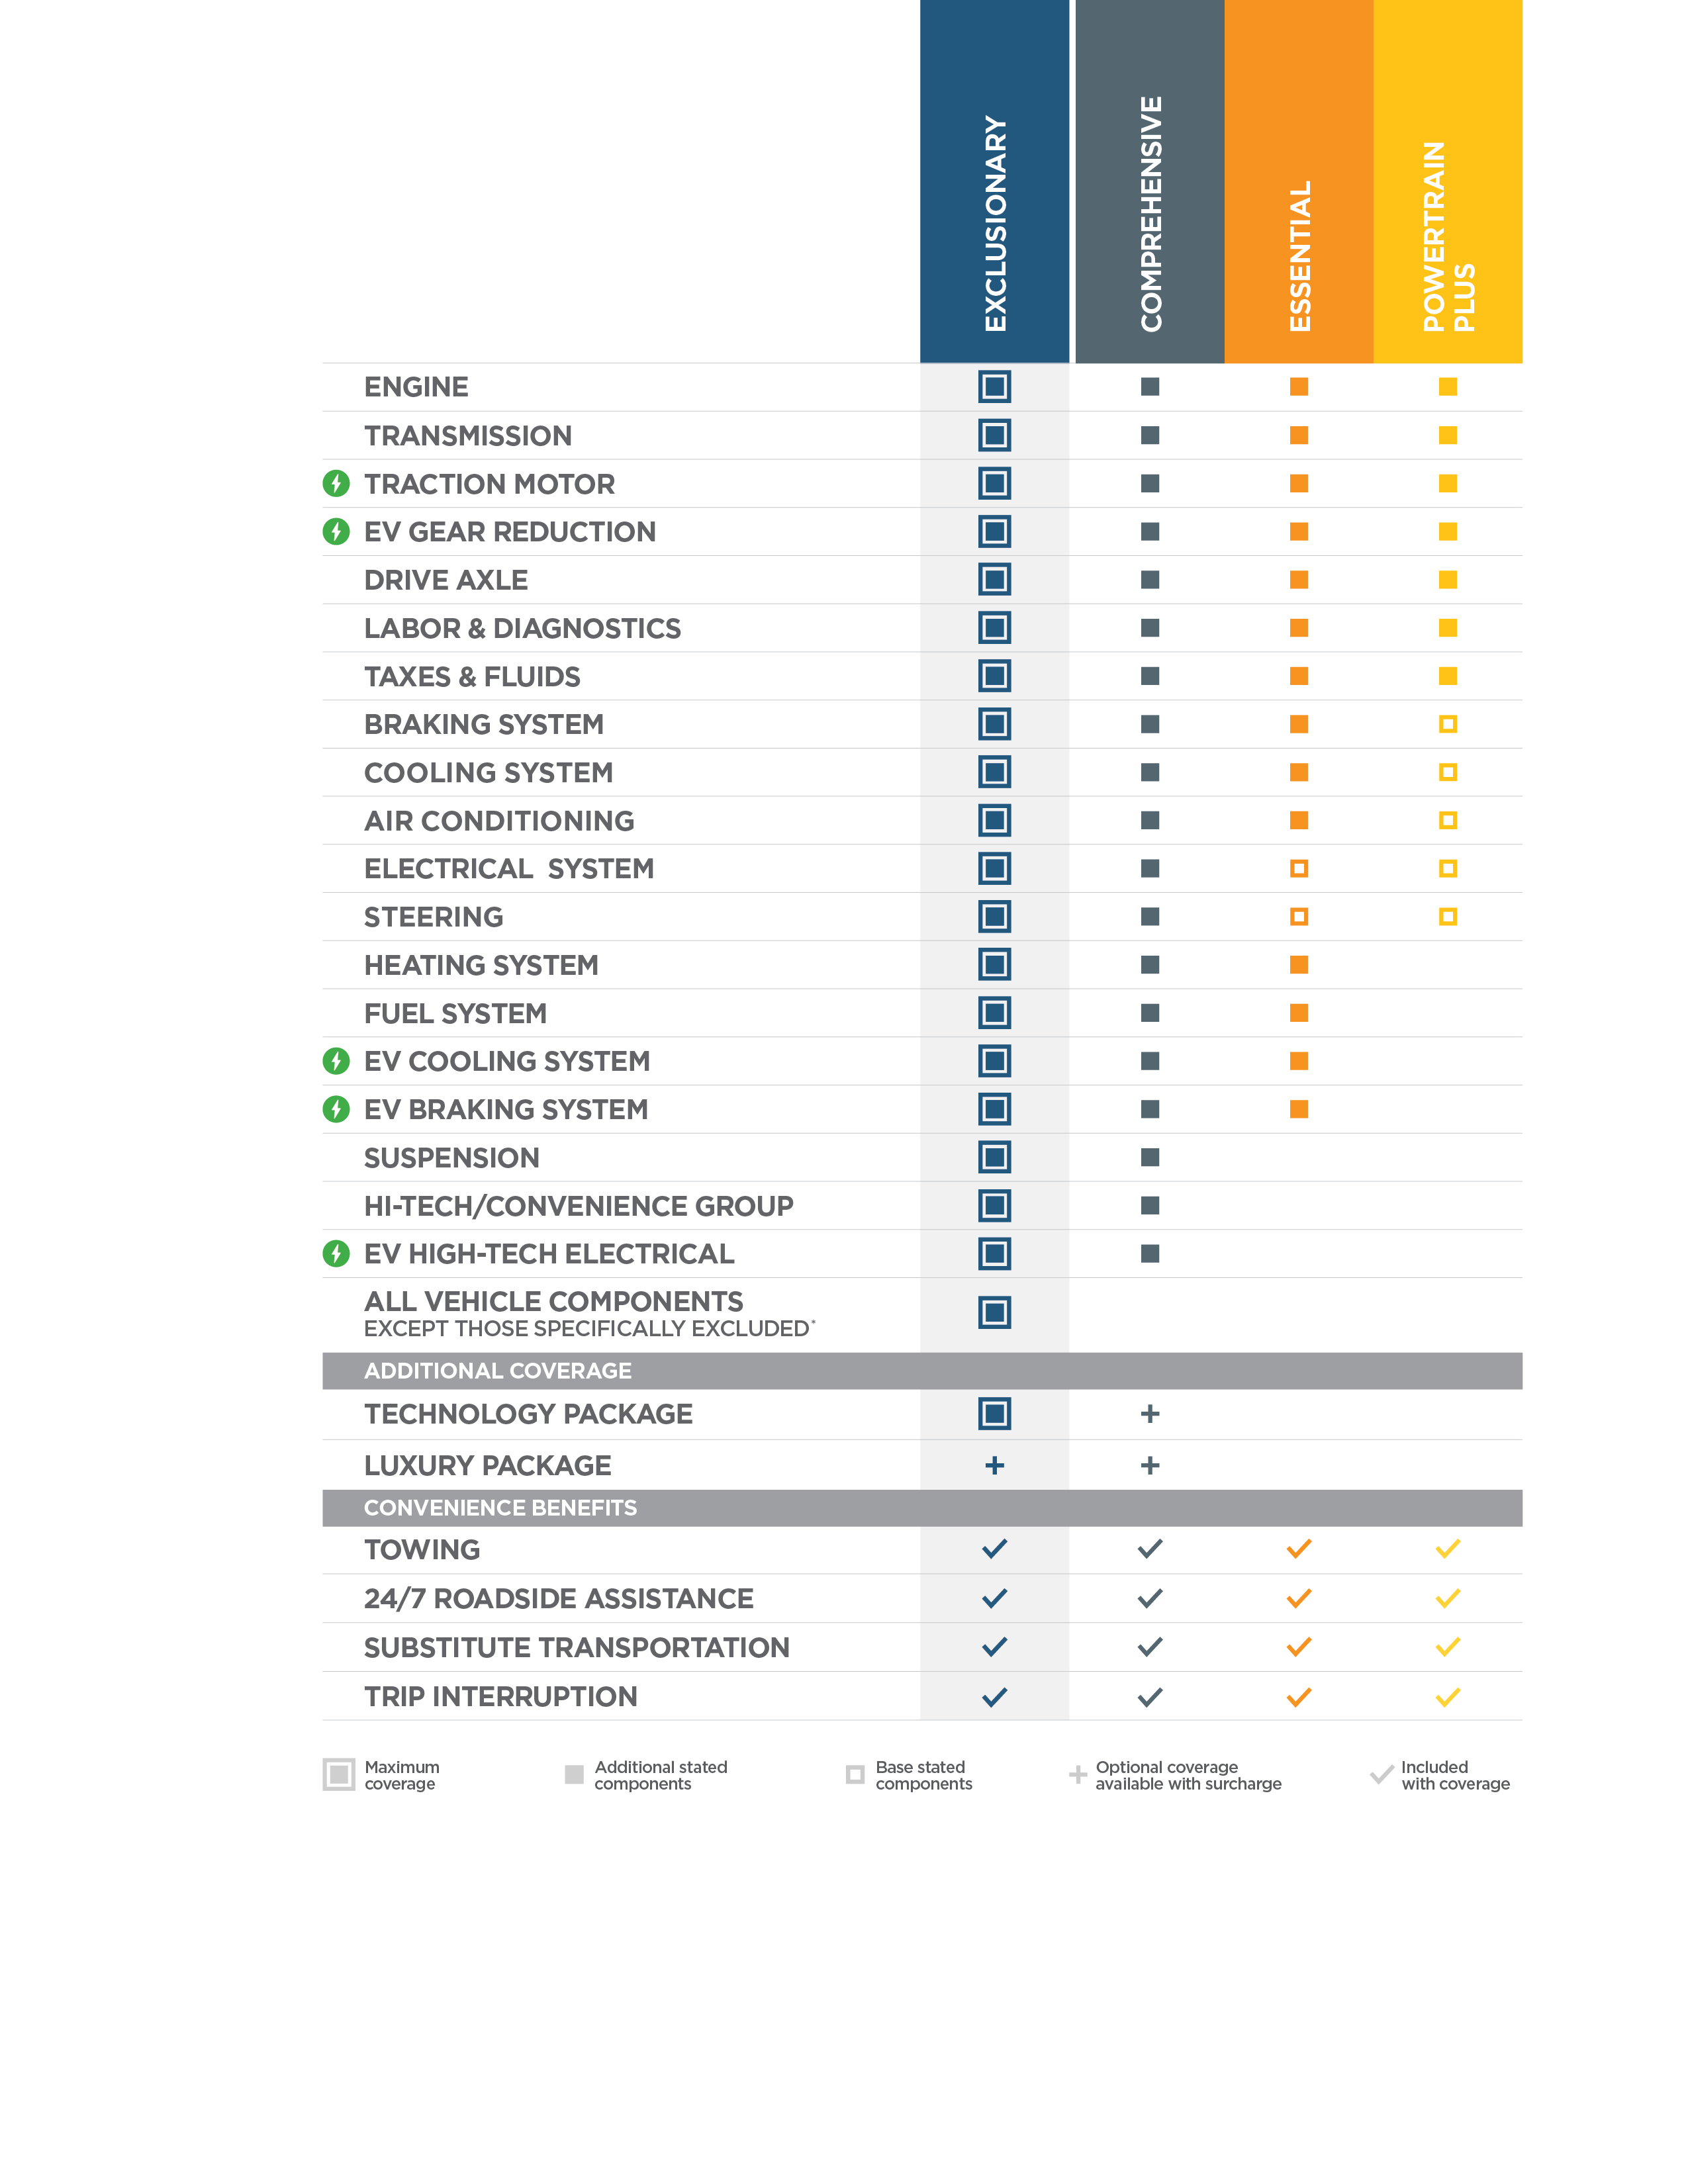 EXCLUSIONARY
COMPREHENSIVE
ESSENTIAL
POWERTRAIN
PLUS
ENGINE
TRANSMISSION
TRACTION MOTOR
EV GEAR REDUCTION
DRIVE AXLE
LABOR & DIAGNOSTICS
TAXES & FLUIDS
BRAKING SYSTEM
COOLING SYSTEM
AIR CONDITIONING
ELECTRICAL SYSTEM
STEERING
HEATING SYSTEM
FUEL SYSTEM
EV COOLING SYSTEM
EV BRAKING SYSTEM
SUSPENSION
HI-TECH/CONVENIENCE GROUP
EV HIGH-TECH ELECTRICAL
ALL VEHICLE COMPONENTS
EXCEPT THOSE SPECIFICALLY EXCLUDED*
ADDITIONAL COVERAGE
TECHNOLOGY PACKAGE +
LUXURY PACKAGE + +
CONVENIENCE BENEFITS
TOWING ✓ ✓ ✓ ✓
24/7 ROADSIDE ASSISTANCE ✓ ✓ ✓ ✓
SUBSTITUTE TRANSPORTATION ✓ ✓ ✓ ✓
TRIP INTERRUPTION ✓ ✓ ✓ ✓
Maximum
coverage
Additional stated
components
Base stated
components
+ Optional coverage
available with surcharge
✓ Included
with coverage